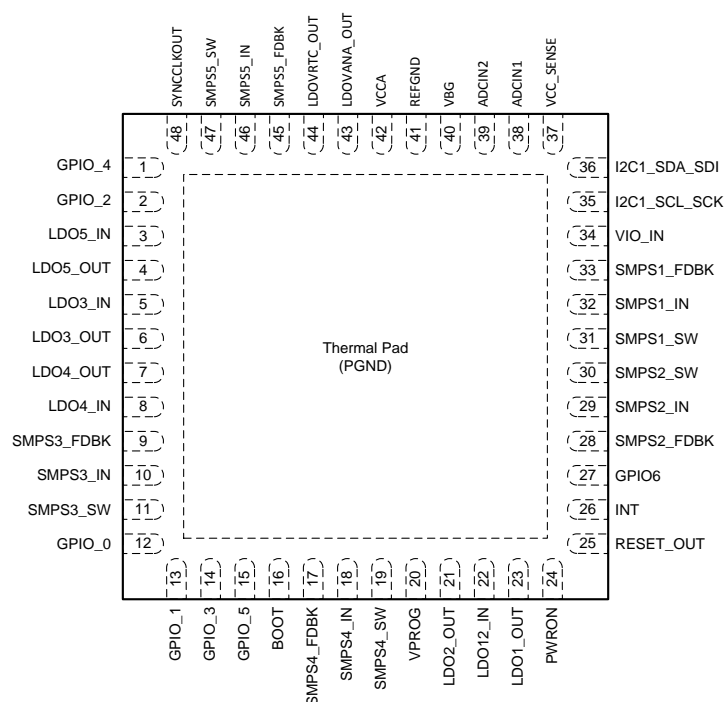 SYNCCLKOUT
SMPS5_SW
SMPS5_IN
SMPS5_FDBK
LDOVRTC_OUT
LDOVANA_OUT
VCCA
REFGND
VBG
ADCIN2
ADCIN1
VCC_SENSE
48
47
46
45
44
43
42
41
40
39
38
37
GPIO_4 1
GPIO_2 2
LDO5_IN 3
LDO5_OUT 4
LDO3_IN 5
LDO3_OUT 6
LDO4_OUT 7
LDO4_IN 8
SMPS3_FDBK 9
SMPS3_IN 10
SMPS3_SW 11
GPIO_0 12
Thermal Pad
(PGND)
36 I2C1_SDA_SDI
35 I2C1_SCL_SCK
34 VIO_IN
33 SMPS1_FDBK
32 SMPS1_IN
31 SMPS1_SW
30 SMPS2_SW
29 SMPS2_IN
28 SMPS2_FDBK
27 GPIO6
26 INT
25 RESET_OUT
13
14
15
16
17
18
19
20
21
22
23
24
GPIO_1
GPIO_3
GPIO_5
BOOT
SMPS4_FDBK
SMPS4_IN
SMPS4_SW
VPROG
LDO2_OUT
LDO12_IN
LDO1_OUT
PWRON